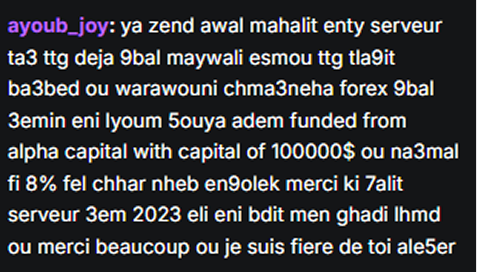 ayoub_joy: ya zend awal mahalit enty serveur
ta3 ttg deja 9bal maywali esmou ttg tla9it
ba3bed ou warawouni chma3neha forex 9bal
3emin eni lyoum 5ouya adem funded from
alpha capital with capital of 100000$ ou na3mal
fi 8% fel chhar nheb en9olek merci ki 7alit
serveur 3em 2023 eli eni bdit men ghadi lhmd
ou merci beaucoup ou je suis fiere de toi ale5er